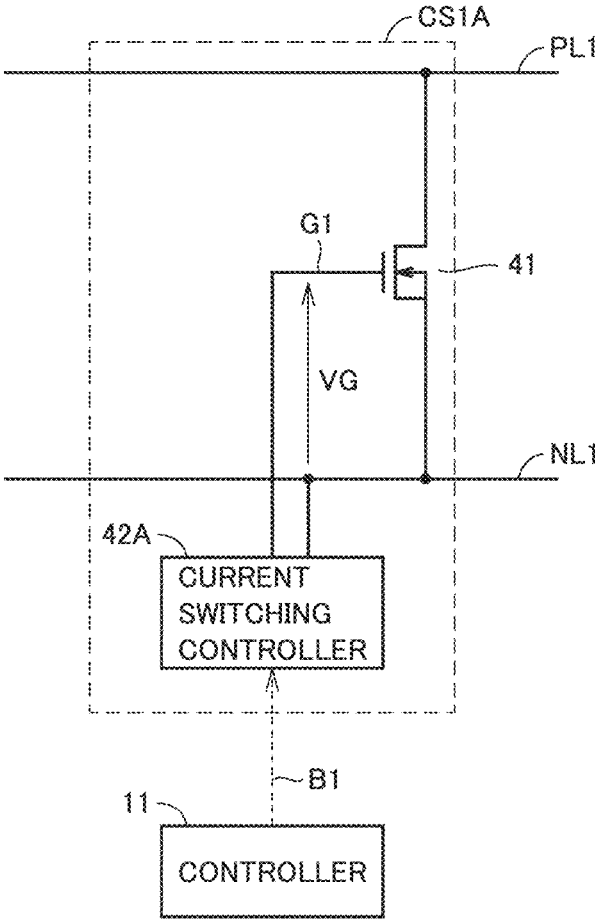 CS1A
PL1
G1
41
VG
NL1
42A
CURRENT
SWITCHING
CONTROLLER
B1
11
CONTROLLER